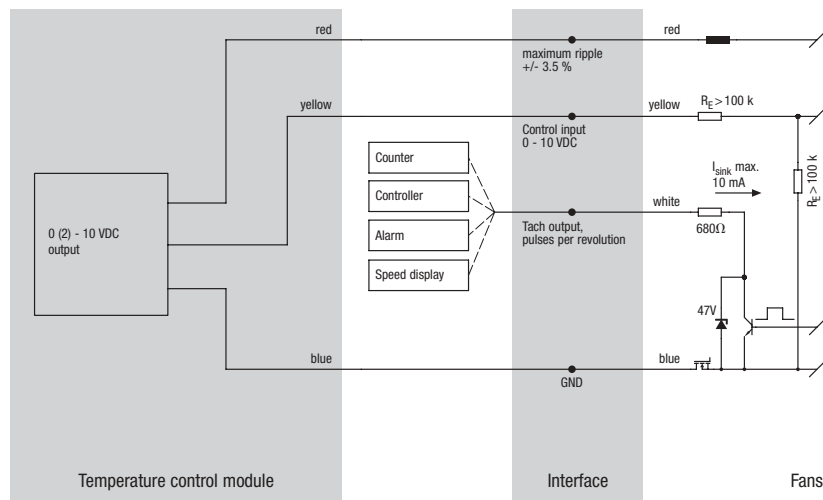 red
red
maximum ripple
+/- 3.5 %
yellow
yellow
R_E > 100 k
Control input
0 - 10 VDC
Counter
Controller
Alarm
Speed display
I_sink max.
10 mA
R_E > 100 k
white
680Ω
Tach output,
pulses per revolution
0 (2) - 10 VDC
output
47V
blue
blue
GND
Temperature control module
Interface
Fans